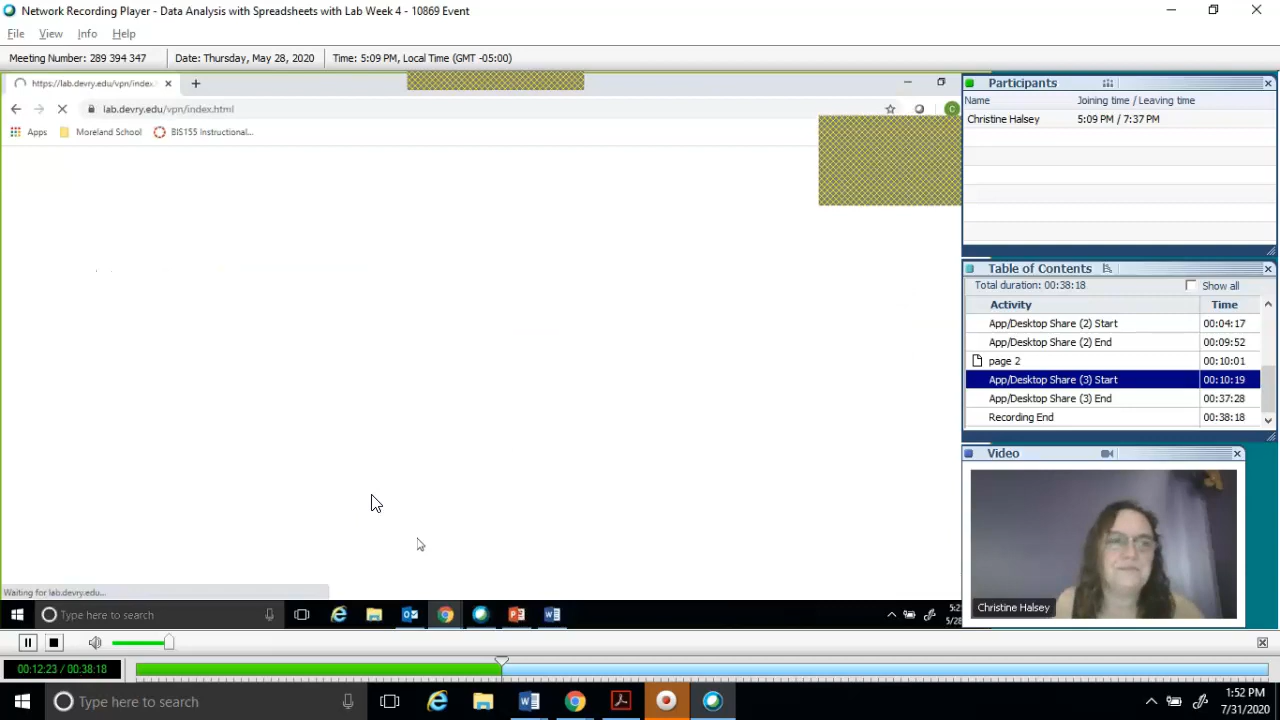 Network Recording Player - Data Analysis with Spreadsheets with Lab Week 4 - 10869 Event
File View Info Help
Meeting Number: 289 394 347 Date: Thursday, May 28, 2020 Time: 5:09 PM, Local Time (GMT -05:00)
https://lab.devry.edu/vpn/index.
lab.devry.edu/vpn/index.html
Apps Moreland School BIS155 Instructional...
Waiting for lab.devry.edu...
Type here to search
Participants
Name Joining time / Leaving time
Christine Halsey 5:09 PM / 7:37 PM
Table of Contents
Total duration: 00:38:18 Show all
Activity Time
App/Desktop Share (2) Start 00:04:17
App/Desktop Share (2) End 00:09:52
page 2 00:10:01
App/Desktop Share (3) Start 00:10:19
App/Desktop Share (3) End 00:37:28
Recording End 00:38:18
Video
Christine Halsey
00:12:23 / 00:38:18
Type here to search
1:52 PM
7/31/2020